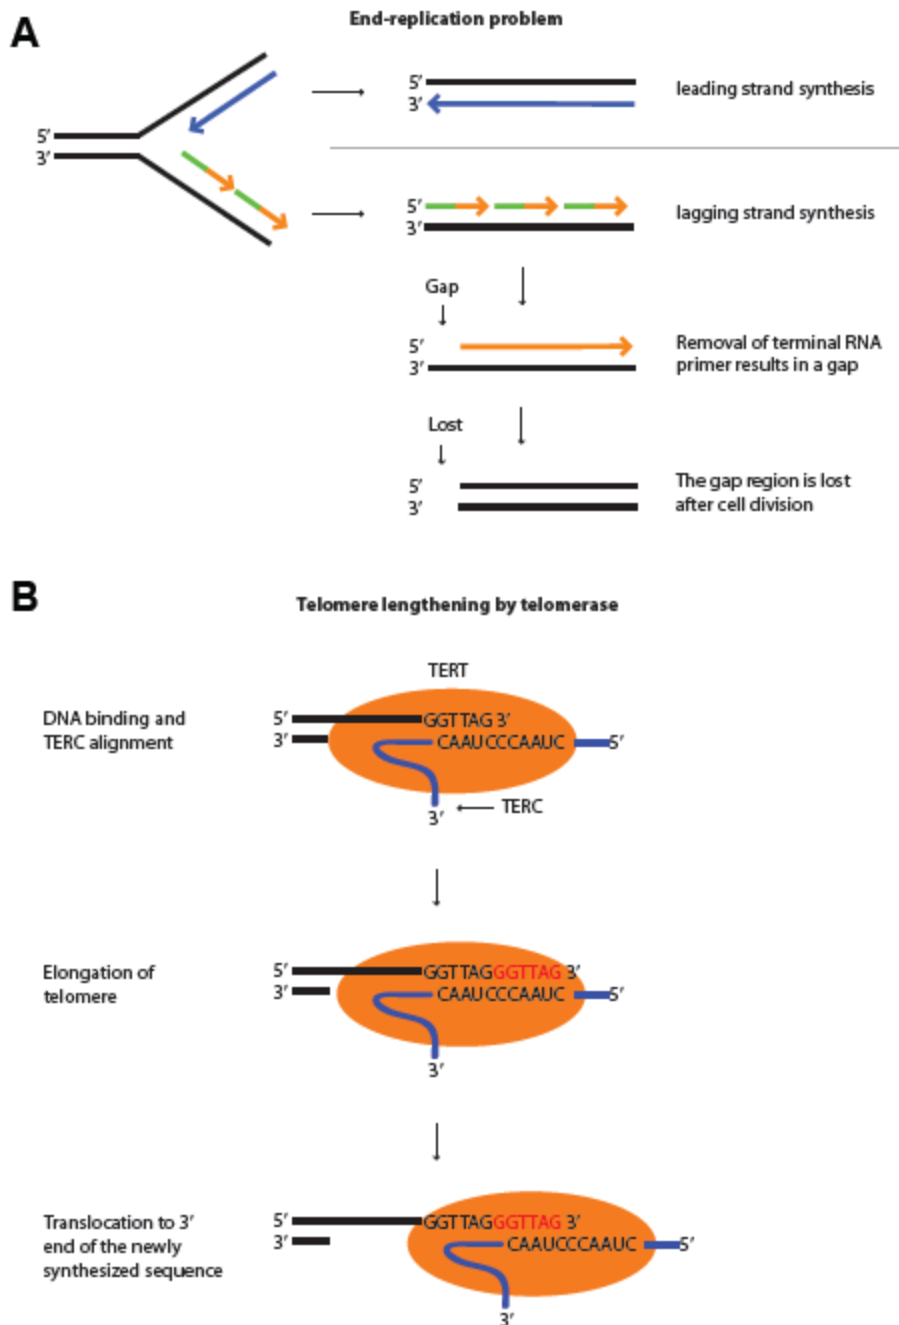 A
End-replication problem
5′
3′
5′
3′
leading strand synthesis
5′
3′
lagging strand synthesis
Gap
5′
3′
Removal of terminal RNA
primer results in a gap
Lost
5′
3′
The gap region is lost
after cell division
B
Telomere lengthening by telomerase
TERT
DNA binding and
TERC alignment
5′ GGTTAG 3′
3′ CAAUCCCAAUC 5′
TERC
3′
Elongation of
telomere
5′ GGTTAGGGTTAG 3′
3′ CAAUCCCAAUC 5′
3′
Translocation to 3′
end of the newly
synthesized sequence
5′ GGTTAGGGTTAG 3′
3′ CAAUCCCAAUC 5′
3′